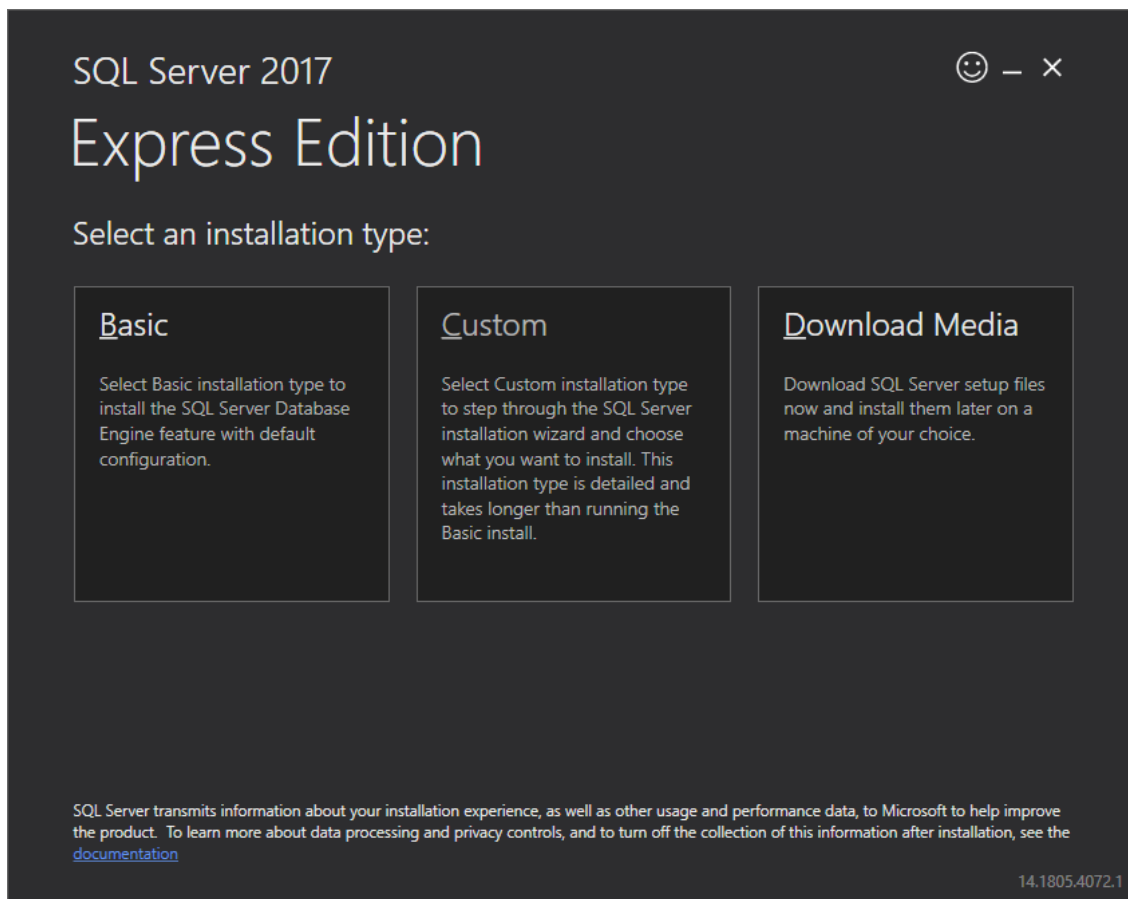 SQL Server 2017
Express Edition
Select an installation type:
Basic
Select Basic installation type to
install the SQL Server Database
Engine feature with default
configuration.
Custom
Select Custom installation type
to step through the SQL Server
installation wizard and choose
what you want to install. This
installation type is detailed and
takes longer than running the
Basic install.
Download Media
Download SQL Server setup files
now and install them later on a
machine of your choice.
SQL Server transmits information about your installation experience, as well as other usage and performance data, to Microsoft to help improve
the product. To learn more about data processing and privacy controls, and to turn off the collection of this information after installation, see the
documentation
14.1805.4072.1